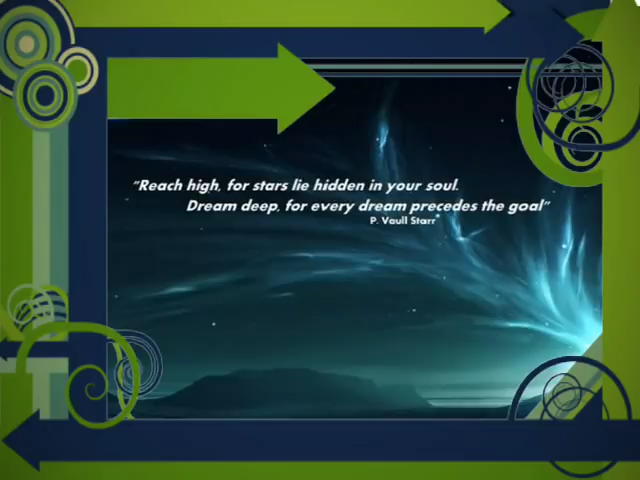 "Reach high, for stars lie hidden in your soul.
Dream deep, for every dream precedes the goal"
P. Vaull Starr